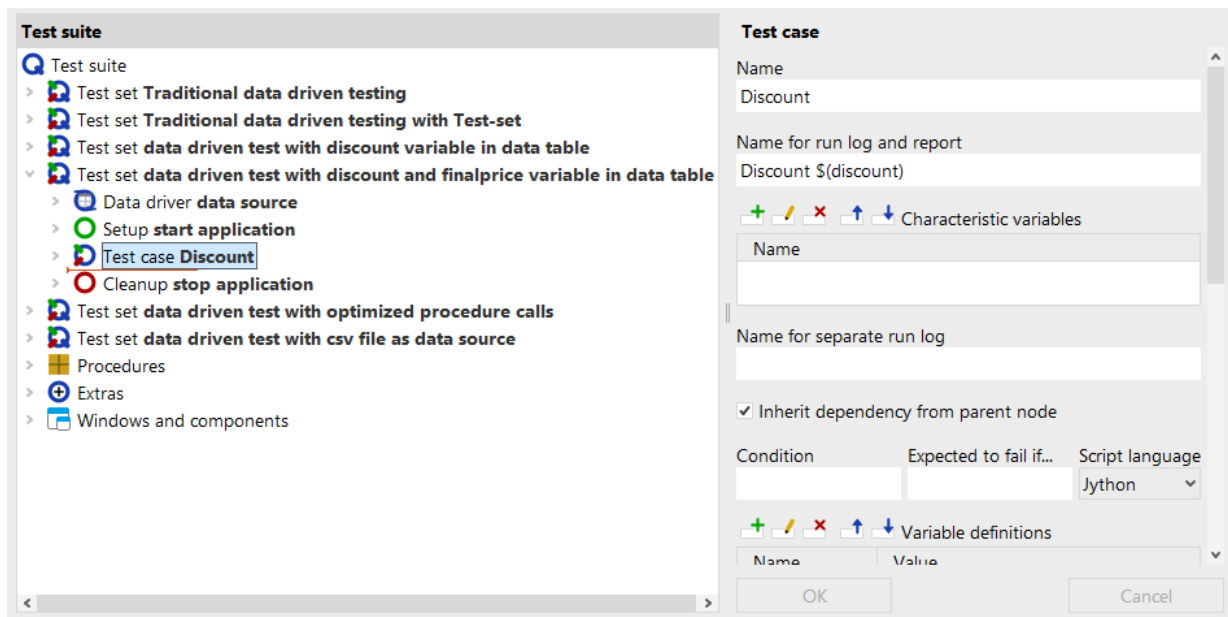 Test suite
Test suite
Test set Traditional data driven testing
Test set Traditional data driven testing with Test-set
Test set data driven test with discount variable in data table
Test set data driven test with discount and finalprice variable in data table
Data driver data source
Setup start application
Test case Discount
Cleanup stop application
Test set data driven test with optimized procedure calls
Test set data driven test with csv file as data source
Procedures
Extras
Windows and components
Test case
Name
Discount
Name for run log and report
Discount $(discount)
Characteristic variables
Name
Name for separate run log
Inherit dependency from parent node
Condition Expected to fail if... Script language
Jython
Variable definitions
Name Value
OK Cancel